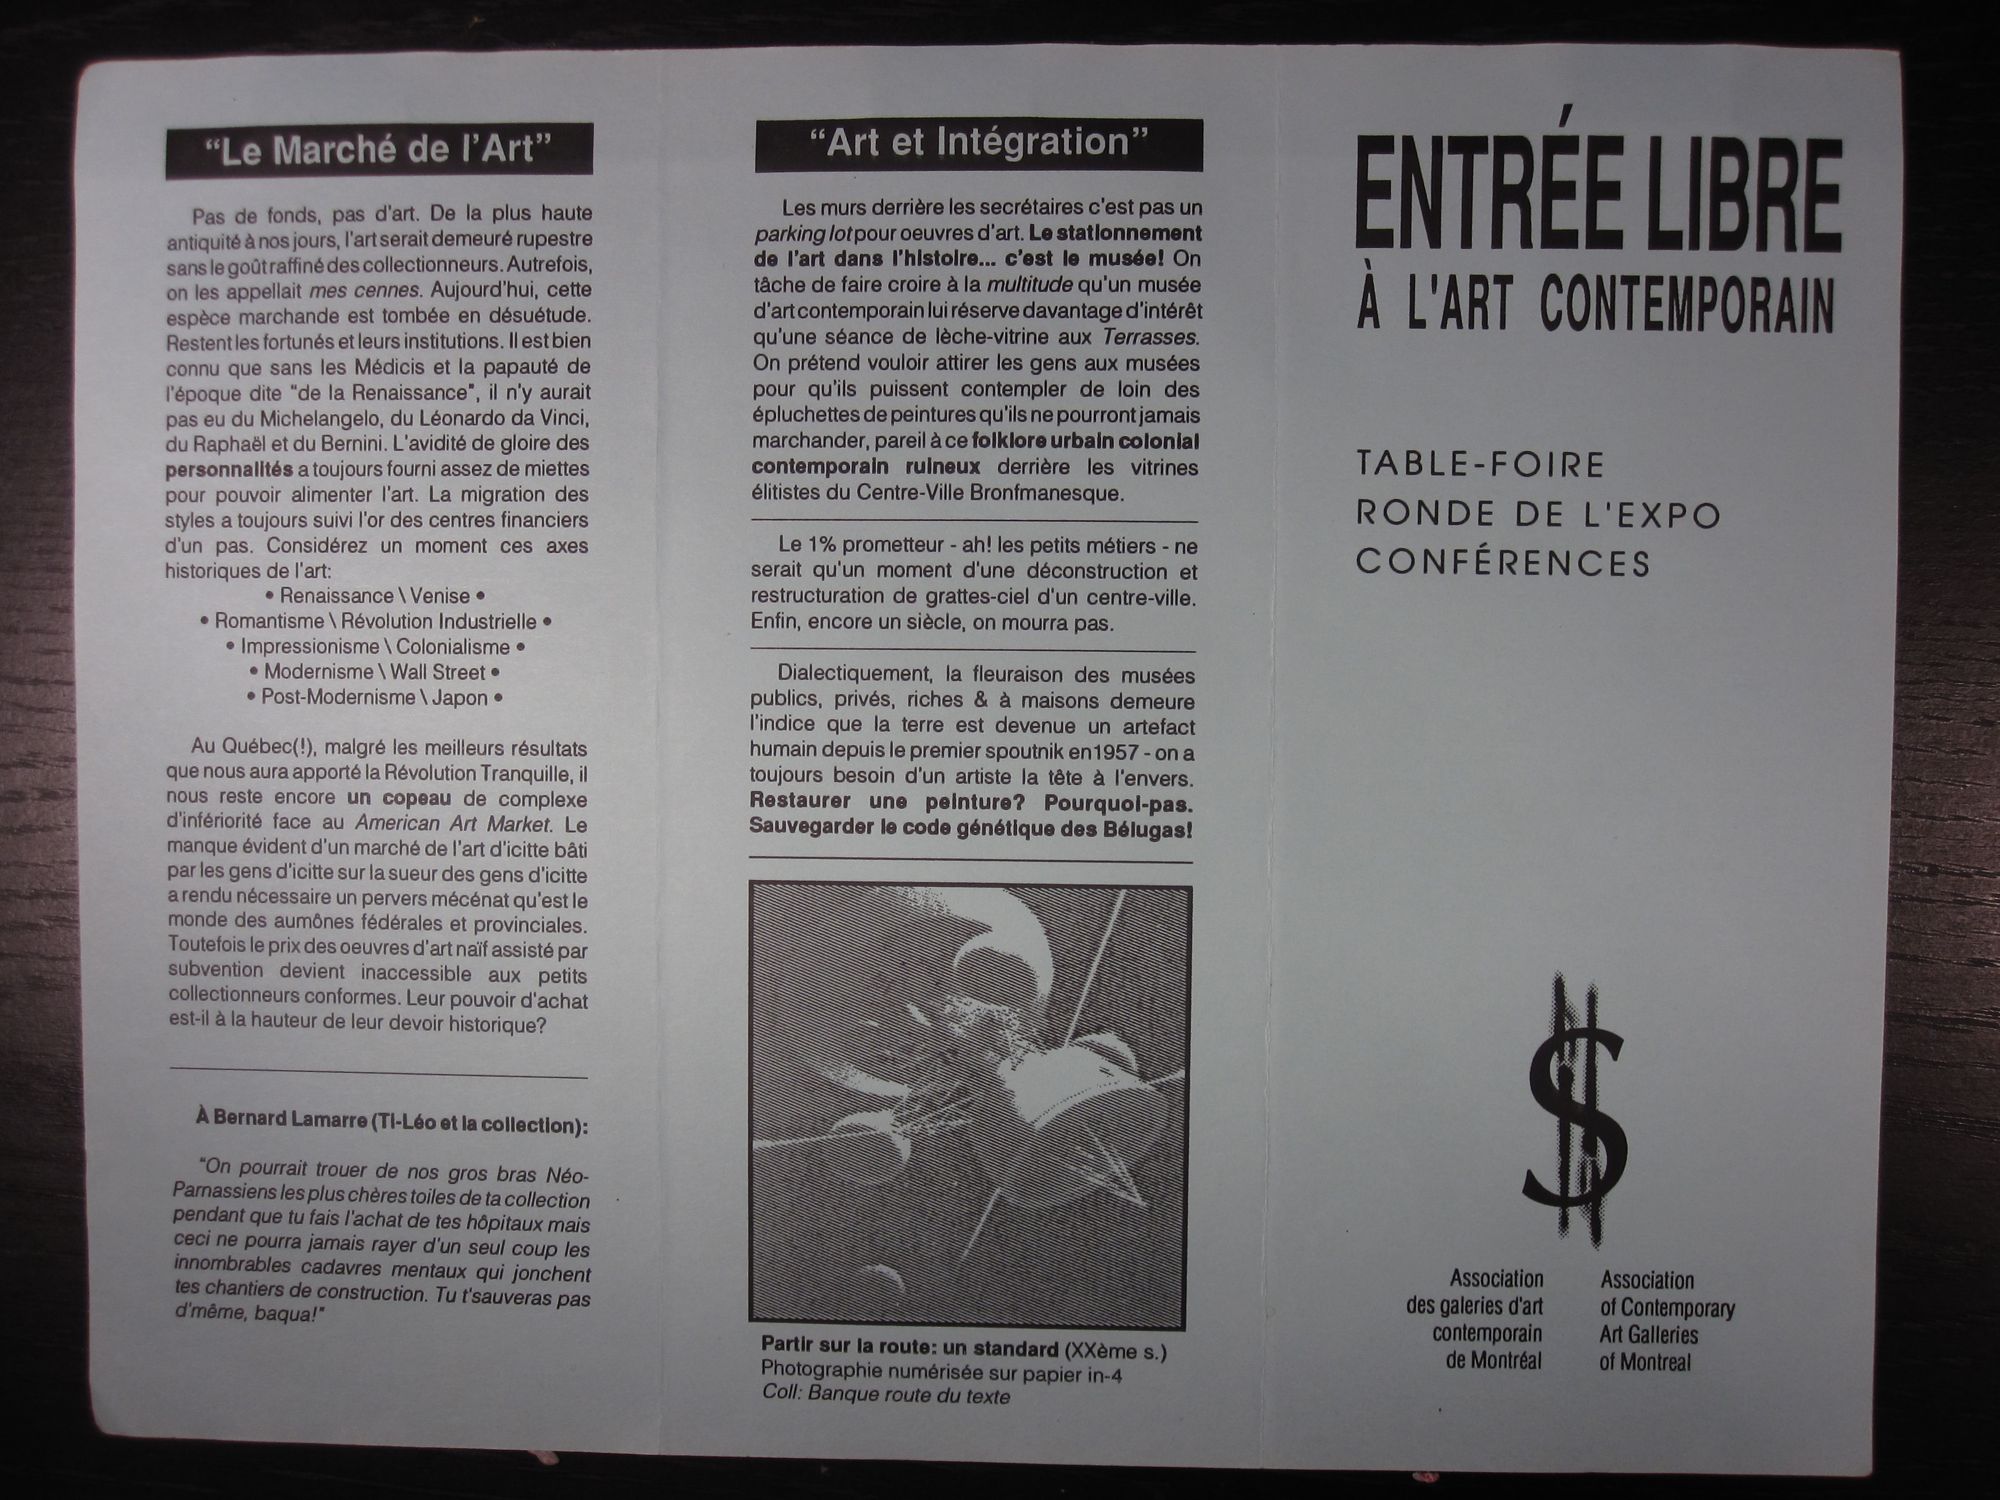 “Le Marché de l’Art”
Pas de fonds, pas d'art. De la plus haute
antiquité à nos jours, l'art serait demeuré rupestre
sans le goût raffiné des collectionneurs. Autrefois,
on les appellait mes cennes. Aujourd'hui, cette
espèce marchande est tombée en désuétude.
Restent les fortunés et leurs institutions. Il est bien
connu que sans les Médicis et la papauté de
l'époque dite "de la Renaissance", il n'y aurait
pas eu du Michelangelo, du Léonardo da Vinci,
du Raphaël et du Bernini. L'avidité de gloire des
personnalités a toujours fourni assez de miettes
pour pouvoir alimenter l'art. La migration des
styles a toujours suivi l'or des centres financiers
d'un pas. Considérez un moment ces axes
historiques de l'art:
• Renaissance \ Venise •
• Romantisme \ Révolution Industrielle •
• Impressionisme \ Colonialisme •
• Modernisme \ Wall Street •
• Post-Modernisme \ Japon •
Au Québec(!), malgré les meilleurs résultats
que nous aura apporté la Révolution Tranquille, il
nous reste encore un copeau de complexe
d'infériorité face au American Art Market. Le
manque évident d'un marché de l'art d'icitte bâti
par les gens d'icitte sur la sueur des gens d'icitte
a rendu nécessaire un pervers mécénat qu'est le
monde des aumônes fédérales et provinciales.
Toutefois le prix des oeuvres d'art naïf assisté par
subvention devient inaccessible aux petits
collectionneurs conformes. Leur pouvoir d'achat
est-il à la hauteur de leur devoir historique?
À Bernard Lamarre (Ti-Léo et la collection):
"On pourrait trouer de nos gros bras Néo-
Parnassiens les plus chères toiles de ta collection
pendant que tu fais l'achat de tes hôpitaux mais
ceci ne pourra jamais rayer d'un seul coup les
innombrables cadavres mentaux qui jonchent
tes chantiers de construction. Tu t'sauveras pas
d'même, baqua!"
“Art et Intégration”
Les murs derrière les secrétaires c'est pas un
parking lot pour oeuvres d'art. Le stationnement
de l'art dans l'histoire... c'est le musée! On
tâche de faire croire à la multitude qu'un musée
d'art contemporain lui réserve davantage d'intérêt
qu'une séance de lèche-vitrine aux Terrasses.
On prétend vouloir attirer les gens aux musées
pour qu'ils puissent contempler de loin des
épluchettes de peintures qu'ils ne pourront jamais
marchander, pareil à ce folklore urbain colonial
contemporain ruineux derrière les vitrines
élitistes du Centre-Ville Bronfmanesque.
Le 1% prometteur - ah! les petits métiers - ne
serait qu'un moment d'une déconstruction et
restructuration de grattes-ciel d'un centre-ville.
Enfin, encore un siècle, on mourra pas.
Dialectiquement, la fleuraison des musées
publics, privés, riches & à maisons demeure
l'indice que la terre est devenue un artefact
humain depuis le premier spoutnik en1957 - on a
toujours besoin d'un artiste la tête à l'envers.
Restaurer une peinture? Pourquoi-pas.
Sauvegarder le code génétique des Bélugas!
Partir sur la route: un standard (XXème s.)
Photographie numérisée sur papier in-4
Coll: Banque route du texte
ENTRÉE LIBRE
À L'ART CONTEMPORAIN
TABLE-FOIRE
RONDE DE L'EXPO
CONFÉRENCES
$
Association
des galeries d'art
contemporain
de Montréal
Association
of Contemporary
Art Galleries
of Montreal